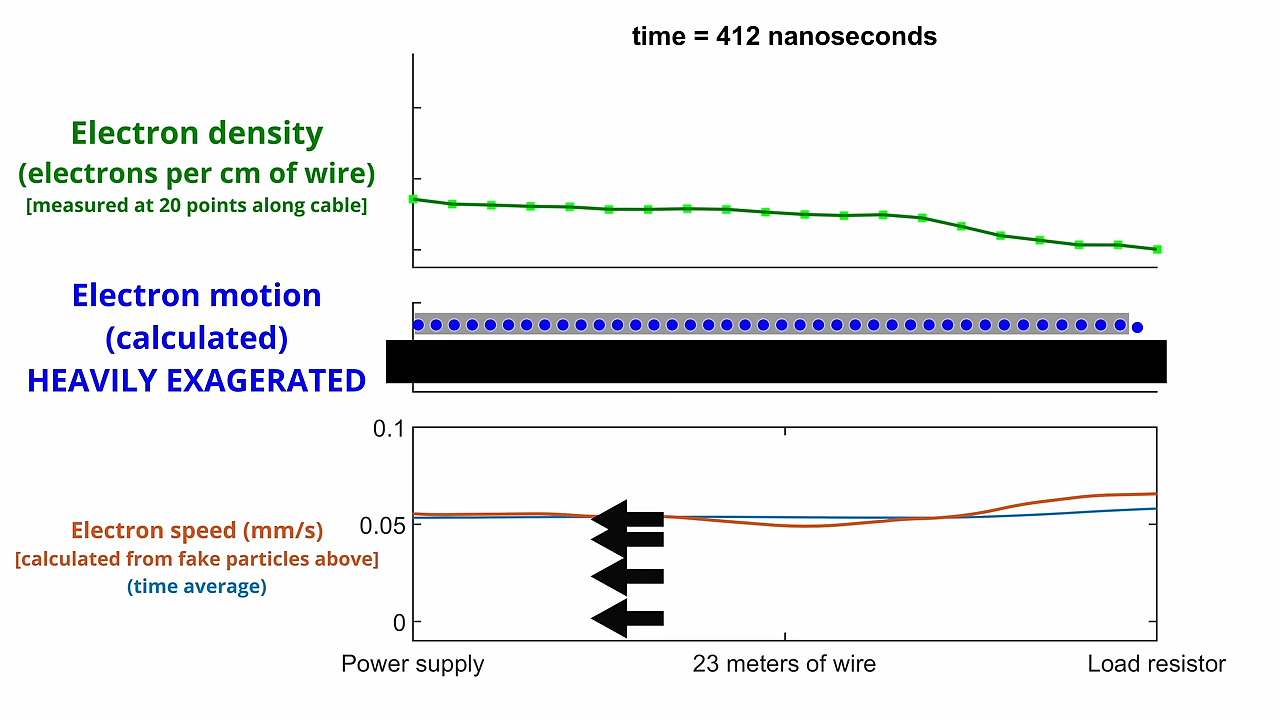 time = 412 nanoseconds
Electron density
(electrons per cm of wire)
[measured at 20 points along cable]
Electron motion
(calculated)
HEAVILY EXAGERATED
0.1
0.05
0
Electron speed (mm/s)
[calculated from fake particles above]
(time average)
Power supply
23 meters of wire
Load resistor